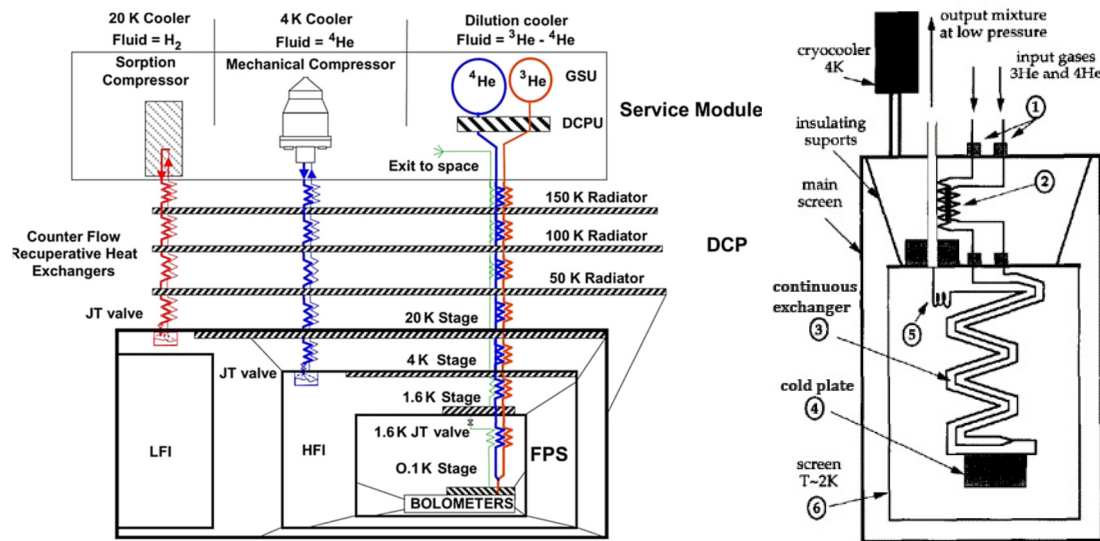 20 K Cooler
Fluid = H2
4 K Cooler
Fluid = ⁴He
Dilution cooler
Fluid = ³He - ⁴He
Sorption
Compressor
Mechanical Compressor
⁴He
³He
GSU
DCPU
Service Module
Exit to space
150 K Radiator
100 K Radiator
50 K Radiator
Counter Flow
Recuperative Heat
Exchangers
JT valve
20 K Stage
4 K Stage
JT valve
1.6 K Stage
1.6 K JT valve
O.1 K Stage
BOLOMETERS
LFI
HFI
FPS
DCP
output mixture
at low pressure
cryocooler
4K
input gases
3He and 4He
1
insulating
suports
2
main
screen
continuous
exchanger
3
5
cold plate
4
screen
T~2K
6